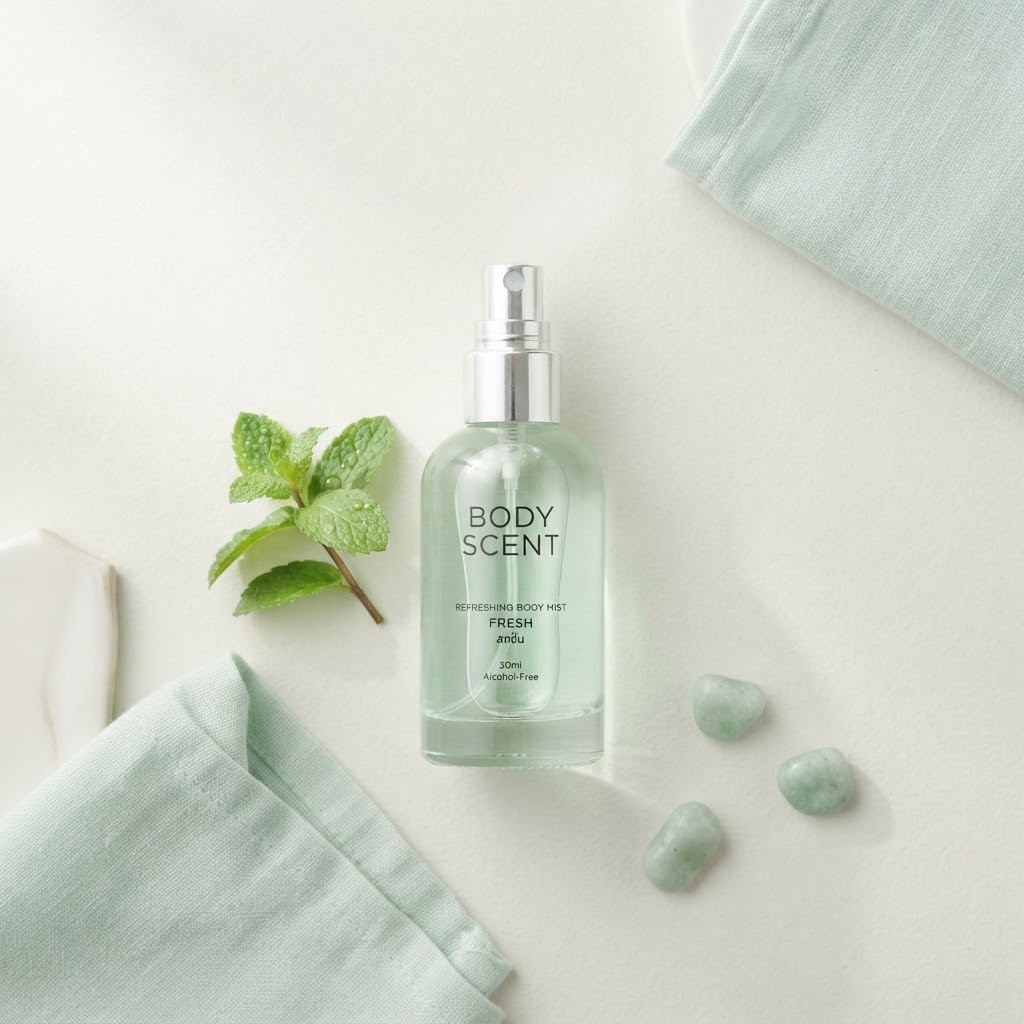 BODY
SCENT
REFRESHING BODY MIST
FRESH
30ml
Alcohol-Free